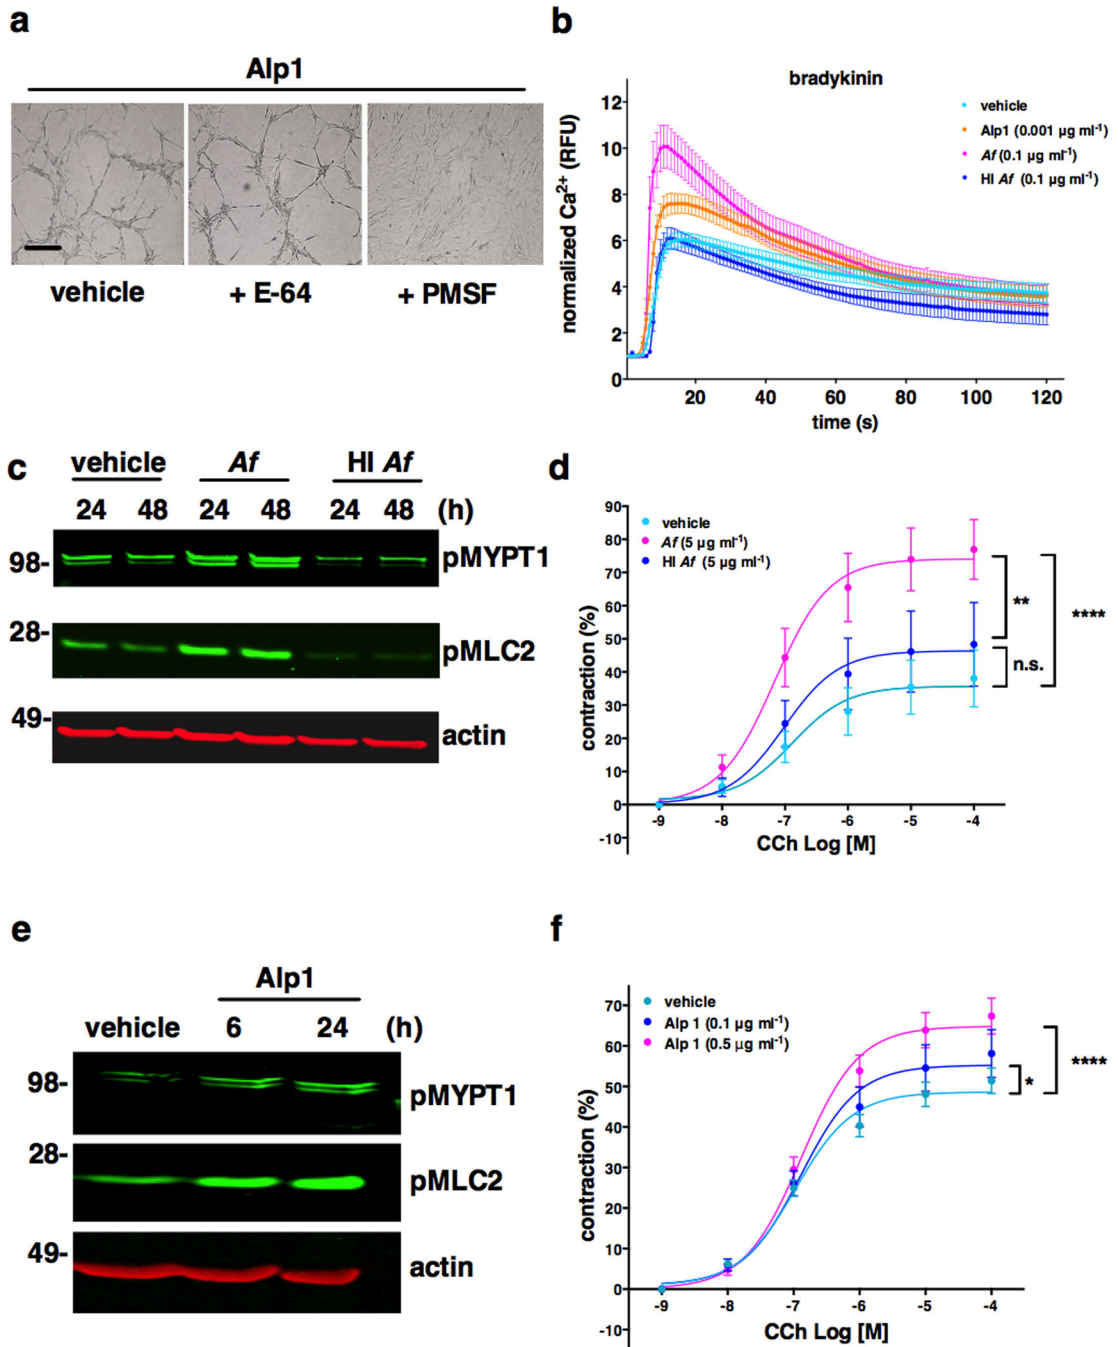 a
Alp1
vehicle
+ E-64
+ PMSF
b
bradykinin
normalized Ca²⁺ (RFU)
12
10
8
6
4
2
0
20 40 60 80 100 120
time (s)
vehicle
Alp1 (0.001 µg ml⁻¹)
Af (0.1 µg ml⁻¹)
HI Af (0.1 µg ml⁻¹)
c
vehicle Af HI Af
24 48 24 48 24 48 (h)
98- pMYPT1
28- pMLC2
49- actin
d
vehicle
Af (5 µg ml⁻¹)
HI Af (5 µg ml⁻¹)
contraction (%)
90
80
70
60
50
40
30
20
10
0
-10
-9 -8 -7 -6 -5 -4
CCh Log [M]
**
n.s.
****
e
Alp1
vehicle 6 24 (h)
98- pMYPT1
28- pMLC2
49- actin
f
vehicle
Alp 1 (0.1 µg ml⁻¹)
Alp 1 (0.5 µg ml⁻¹)
contraction (%)
70
60
50
40
30
20
10
0
-10
-9 -8 -7 -6 -5 -4
CCh Log [M]
*
****